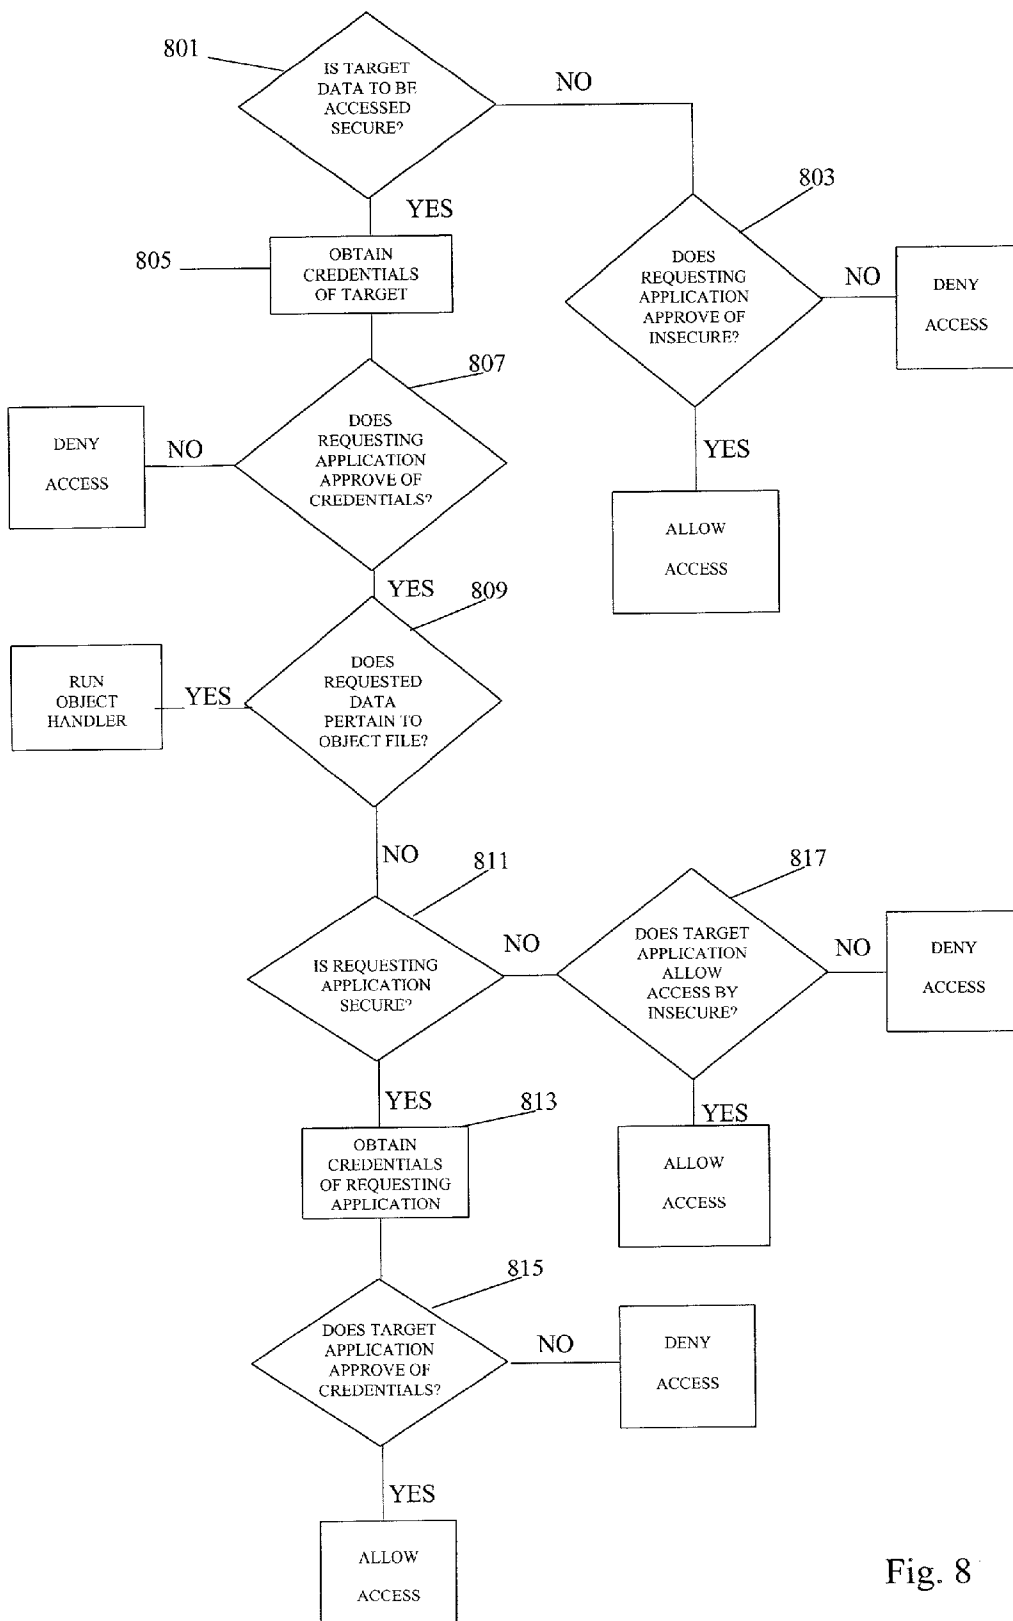 801
IS TARGET
DATA TO BE
ACCESSED
SECURE?
NO
YES
803
805
OBTAIN
CREDENTIALS
OF TARGET
DOES
REQUESTING
APPLICATION
APPROVE OF
INSECURE?
NO
DENY
ACCESS
807
DOES
REQUESTING
APPLICATION
APPROVE OF
CREDENTIALS?
NO
DENY
ACCESS
YES
ALLOW
ACCESS
YES
809
DOES
REQUESTED
DATA
PERTAIN TO
OBJECT FILE?
YES
RUN
OBJECT
HANDLER
NO
811
IS REQUESTING
APPLICATION
SECURE?
NO
817
DOES TARGET
APPLICATION
ALLOW
ACCESS BY
INSECURE?
NO
DENY
ACCESS
YES
ALLOW
ACCESS
YES
813
OBTAIN
CREDENTIALS
OF REQUESTING
APPLICATION
815
DOES TARGET
APPLICATION
APPROVE OF
CREDENTIALS?
NO
DENY
ACCESS
YES
ALLOW
ACCESS
Fig. 8